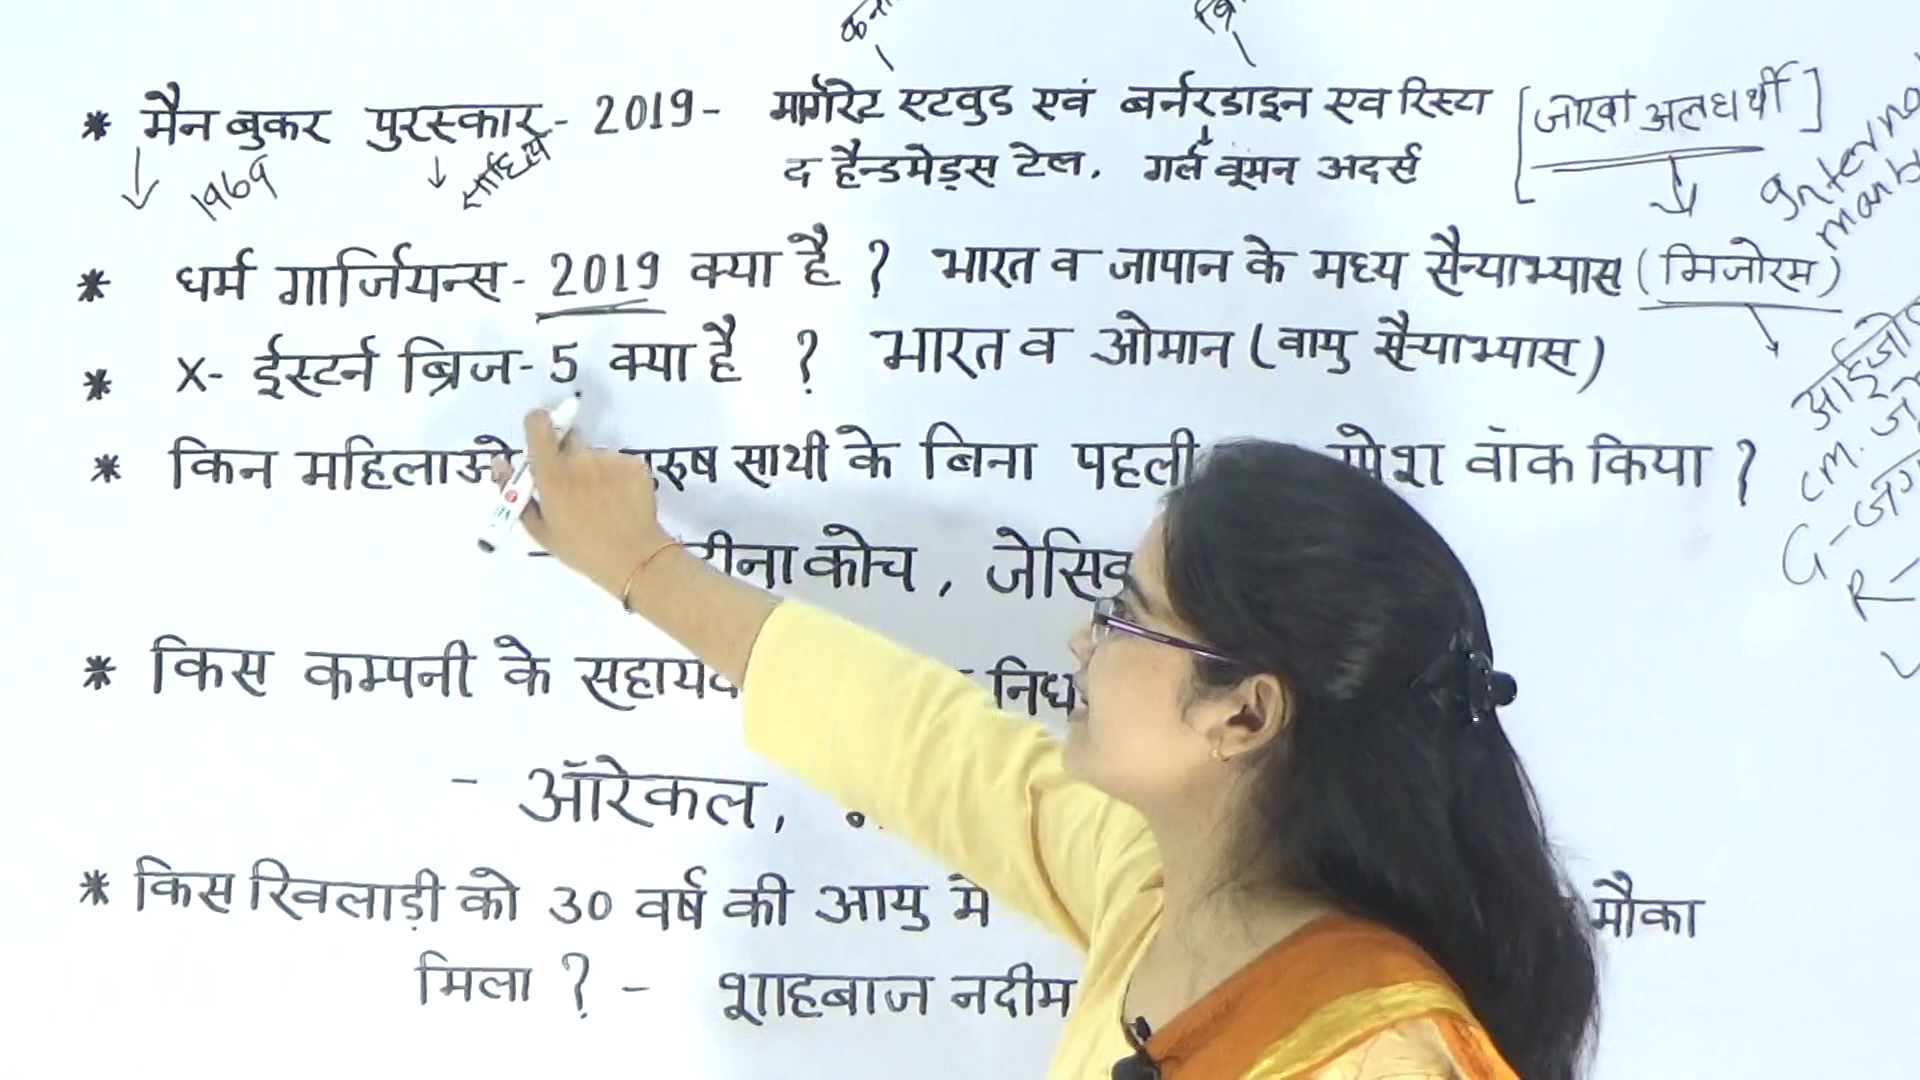 * मैन बुकर पुरस्कार - 2019 - मार्गरेट एटवुड एवं बर्नरडाइन एवरिस्टा [जोखा अलहार्थी]
1969 साहित्य द हैन्डमेड्स टेल, गर्ल वूमन अदर्स
* धर्म गार्जियन्स - 2019 क्या है ? भारत व जापान के मध्य सैन्याभ्यास (मिजोरम)
* X- ईस्टर्न ब्रिज - 5 क्या है ? भारत व ओमान (वायु सैन्याभ्यास)
* किन महिलाओं साथी के बिना पहली वॉक किया ?
कोच ,
* किस कम्पनी के
- ऑरेकल,
* किस खिलाड़ी को 30 वर्ष की आयु में मौका
मिला ? - शाहबाज नदीम
CM.
G-
R-